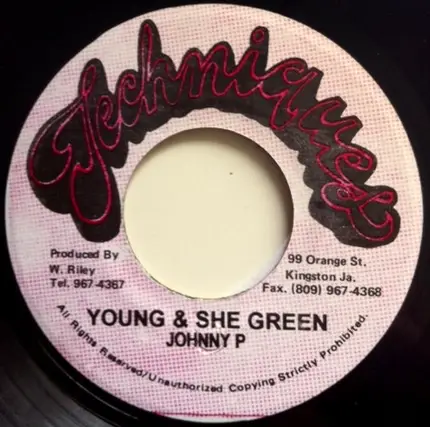 Techniques
Produced By
W. Riley
Tel. 967-4367
99 Orange St.
Kingston Ja.
Fax. (809) 967-4368
YOUNG & SHE GREEN
JOHNNY P
All Rights Reserved/Unauthorized Copying Strictly Prohibited.